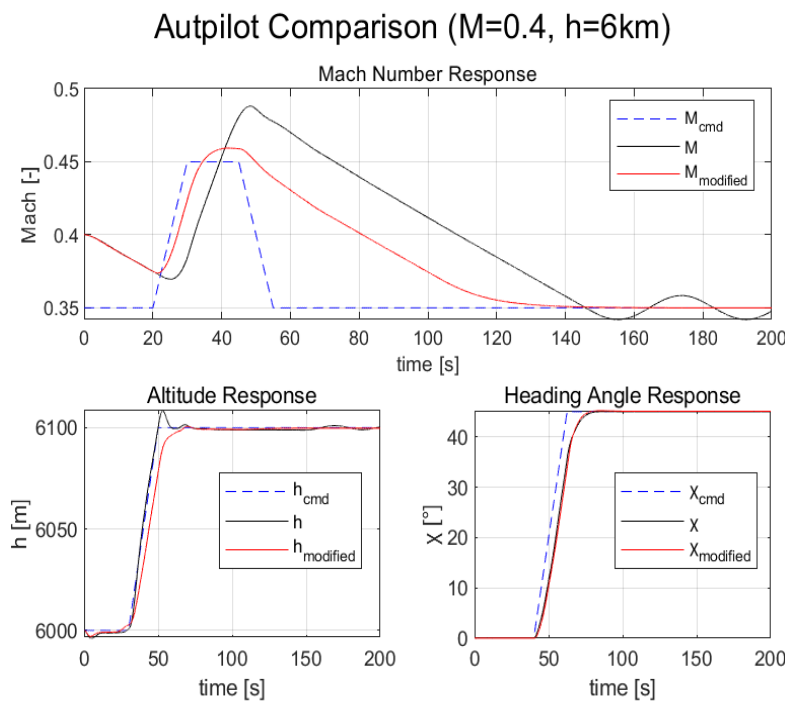 Autpilot Comparison (M=0.4, h=6km)
Mach Number Response
0.5
0.45
0.4
0.35
Mach [-]
M_cmd
M
M_modified
0 20 40 60 80 100 120 140 160 180 200
time [s]
Altitude Response
6100
6050
6000
h [m]
h_cmd
h
h_modified
0 50 100 150 200
time [s]
Heading Angle Response
40
30
20
10
0
χ [°]
χ_cmd
χ
χ_modified
0 50 100 150 200
time [s]